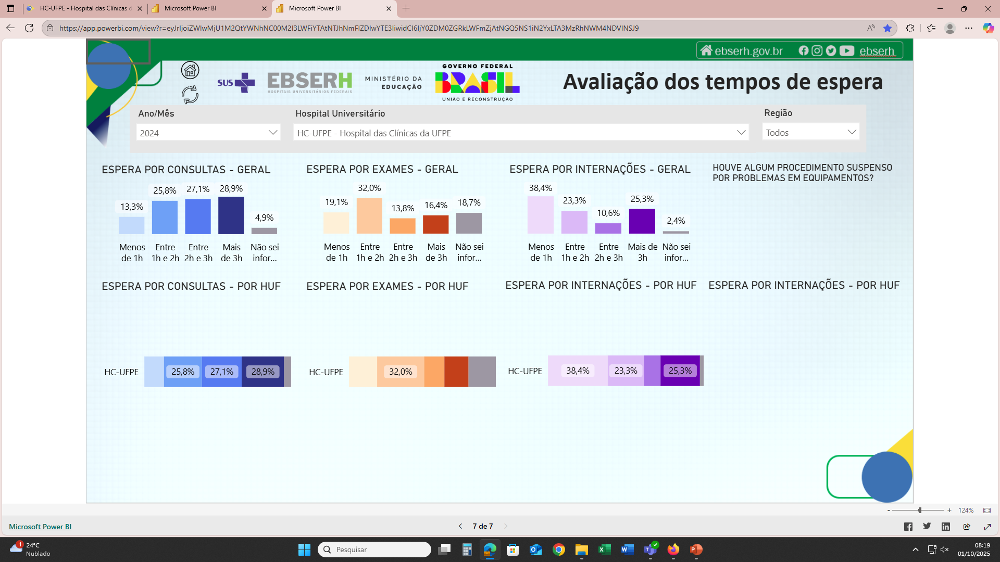 HC-UFPE - Hospital das Clínicas d
Microsoft Power BI
Microsoft Power BI
ebserh.gov.br
ebserh
SUS
EBSERH
HOSPITAIS UNIVERSITÁRIOS FEDERAIS
MINISTÉRIO DA
EDUCAÇÃO
GOVERNO FEDERAL
BRASIL
UNIÃO E RECONSTRUÇÃO
Avaliação dos tempos de espera
Ano/Mês
Hospital Universitário
Região
2024
HC-UFPE - Hospital das Clínicas da UFPE
Todos
ESPERA POR CONSULTAS - GERAL
13,3%
25,8%
27,1%
28,9%
4,9%
Menos de 1h
Entre 1h e 2h
Entre 2h e 3h
Mais de 3h
Não sei infor...
ESPERA POR EXAMES - GERAL
19,1%
32,0%
13,8%
16,4%
18,7%
Menos de 1h
Entre 1h e 2h
Entre 2h e 3h
Mais de 3h
Não sei infor...
ESPERA POR INTERNAÇÕES - GERAL
38,4%
23,3%
10,6%
25,3%
2,4%
Menos de 1h
Entre 1h e 2h
Entre 2h e 3h
Mais de 3h
Não sei infor...
HOUVE ALGUM PROCEDIMENTO SUSPENSO
POR PROBLEMAS EM EQUIPAMENTOS?
ESPERA POR CONSULTAS - POR HUF
HC-UFPE
25,8%
27,1%
28,9%
ESPERA POR EXAMES - POR HUF
HC-UFPE
32,0%
ESPERA POR INTERNAÇÕES - POR HUF
HC-UFPE
38,4%
23,3%
25,3%
ESPERA POR INTERNAÇÕES - POR HUF
124%
Microsoft Power BI
7 de 7
1
24°C
Nublado
Pesquisar
08:19
01/10/2025